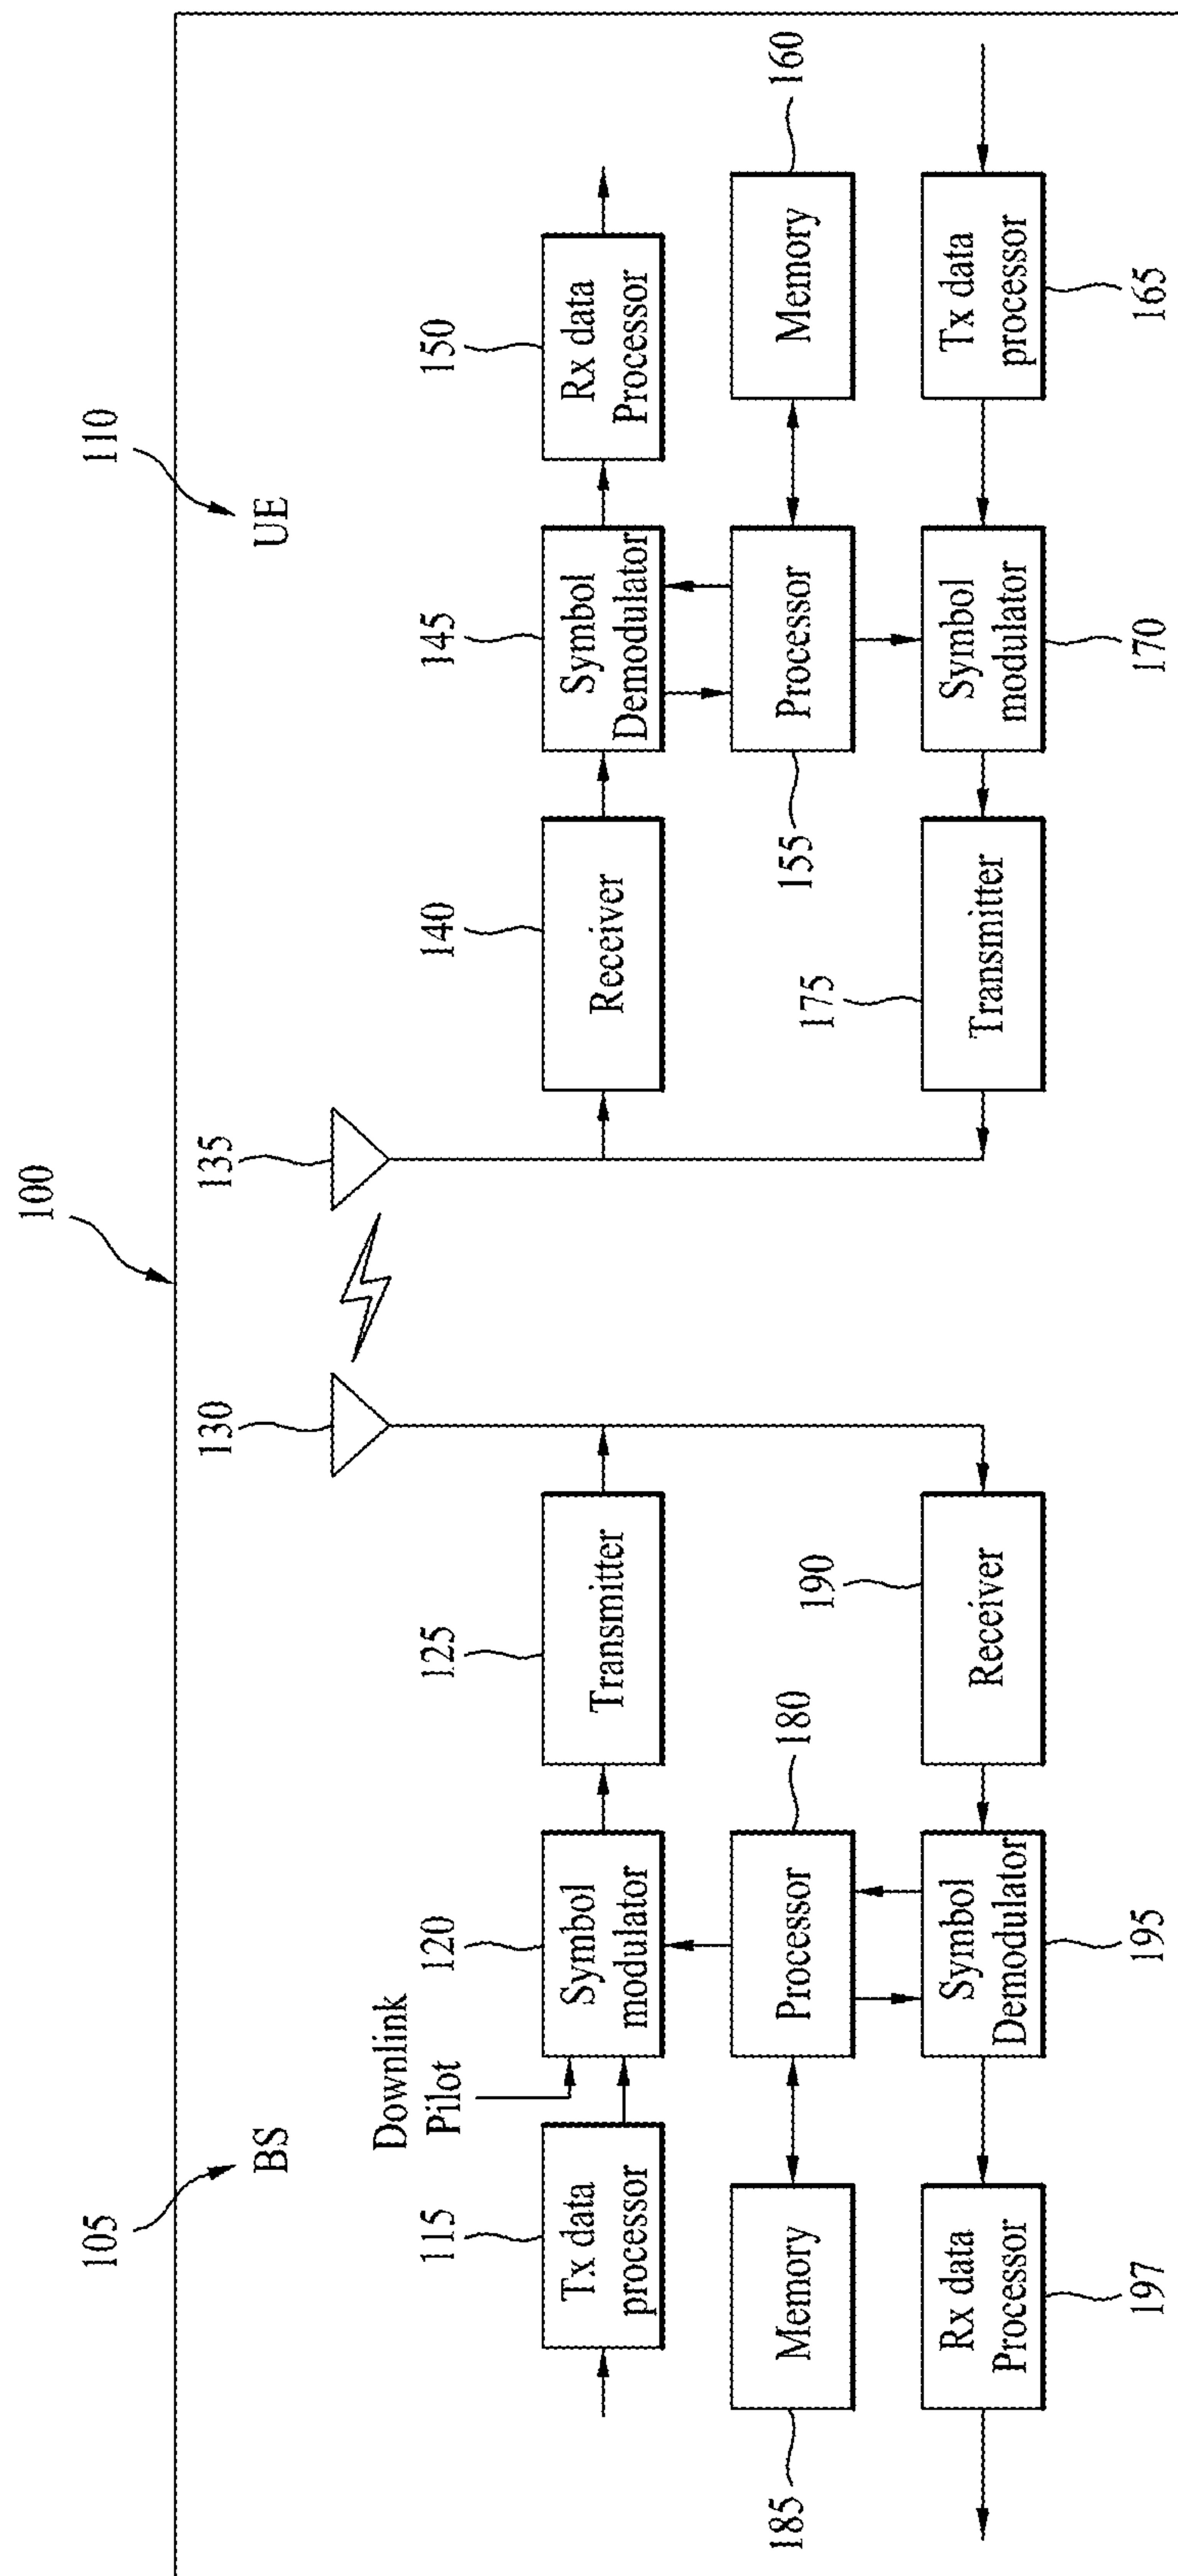 100
105
BS
110
UE
130
135
Downlink
Pilot
115
Tx data
processor
120
Symbol
modulator
125
Transmitter
140
Receiver
145
Symbol
Demodulator
150
Rx data
Processor
185
Memory
180
Processor
155
Processor
160
Memory
197
Rx data
Processor
195
Symbol
Demodulator
190
Receiver
175
Transmitter
170
Symbol
modulator
165
Tx data
processor